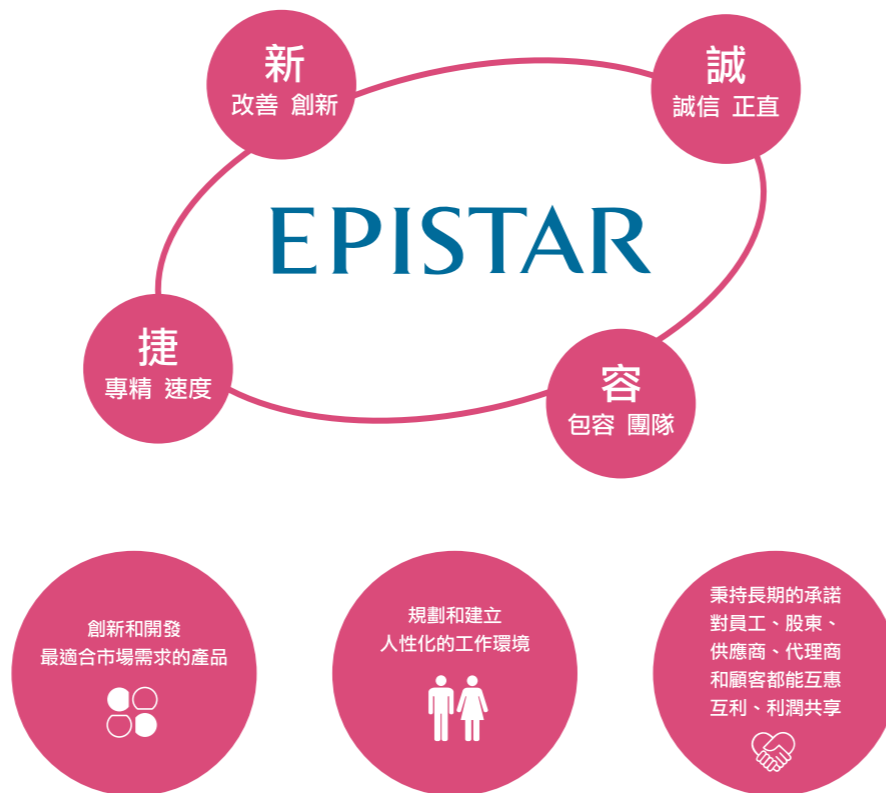 新
改善 創新
誠
誠信 正直
EPISTAR
捷
專精 速度
容
包容 團隊
創新和開發
最適合市場需求的產品
規劃和建立
人性化的工作環境
秉持長期的承諾
對員工、股東、
供應商、代理商
和顧客都能互惠
互利、利潤共享